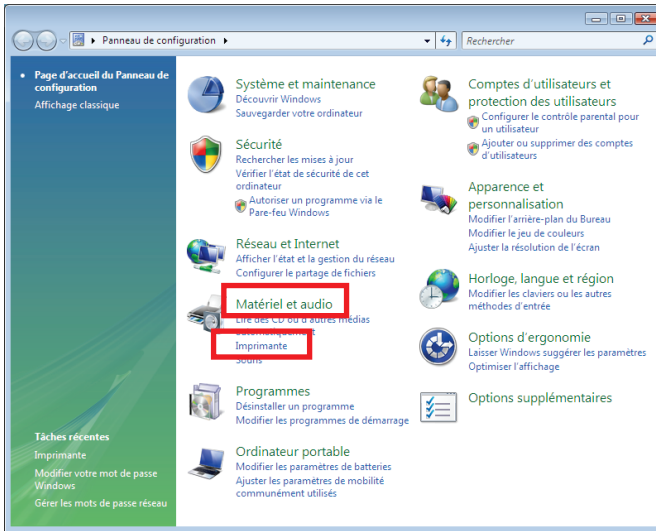 Panneau de configuration
Rechercher
Page d'accueil du Panneau de
configuration
Affichage classique
Système et maintenance
Découvrir Windows
Sauvegarder votre ordinateur
Sécurité
Rechercher les mises à jour
Vérifier l'état de sécurité de cet
ordinateur
Autoriser un programme via le
Pare-feu Windows
Réseau et Internet
Afficher l'état et la gestion du réseau
Configurer le partage de fichiers
Matériel et audio
Lire des CD ou d'autres médias
automatiquement
Imprimante
Souris
Programmes
Désinstaller un programme
Modifier les programmes de démarrage
Ordinateur portable
Modifier les paramètres de batteries
Ajuster les paramètres de mobilité
communément utilisés
Comptes d'utilisateurs et
protection des utilisateurs
Configurer le contrôle parental pour
un utilisateur
Ajouter ou supprimer des comptes
d'utilisateurs
Apparence et
personnalisation
Modifier l'arrière-plan du Bureau
Modifier le jeu de couleurs
Ajuster la résolution de l'écran
Horloge, langue et région
Modifier les claviers ou les autres
méthodes d'entrée
Options d'ergonomie
Laisser Windows suggérer les paramètres
Optimiser l'affichage
Options supplémentaires
Tâches récentes
Imprimante
Modifier votre mot de passe
Windows
Gérer les mots de passe réseau